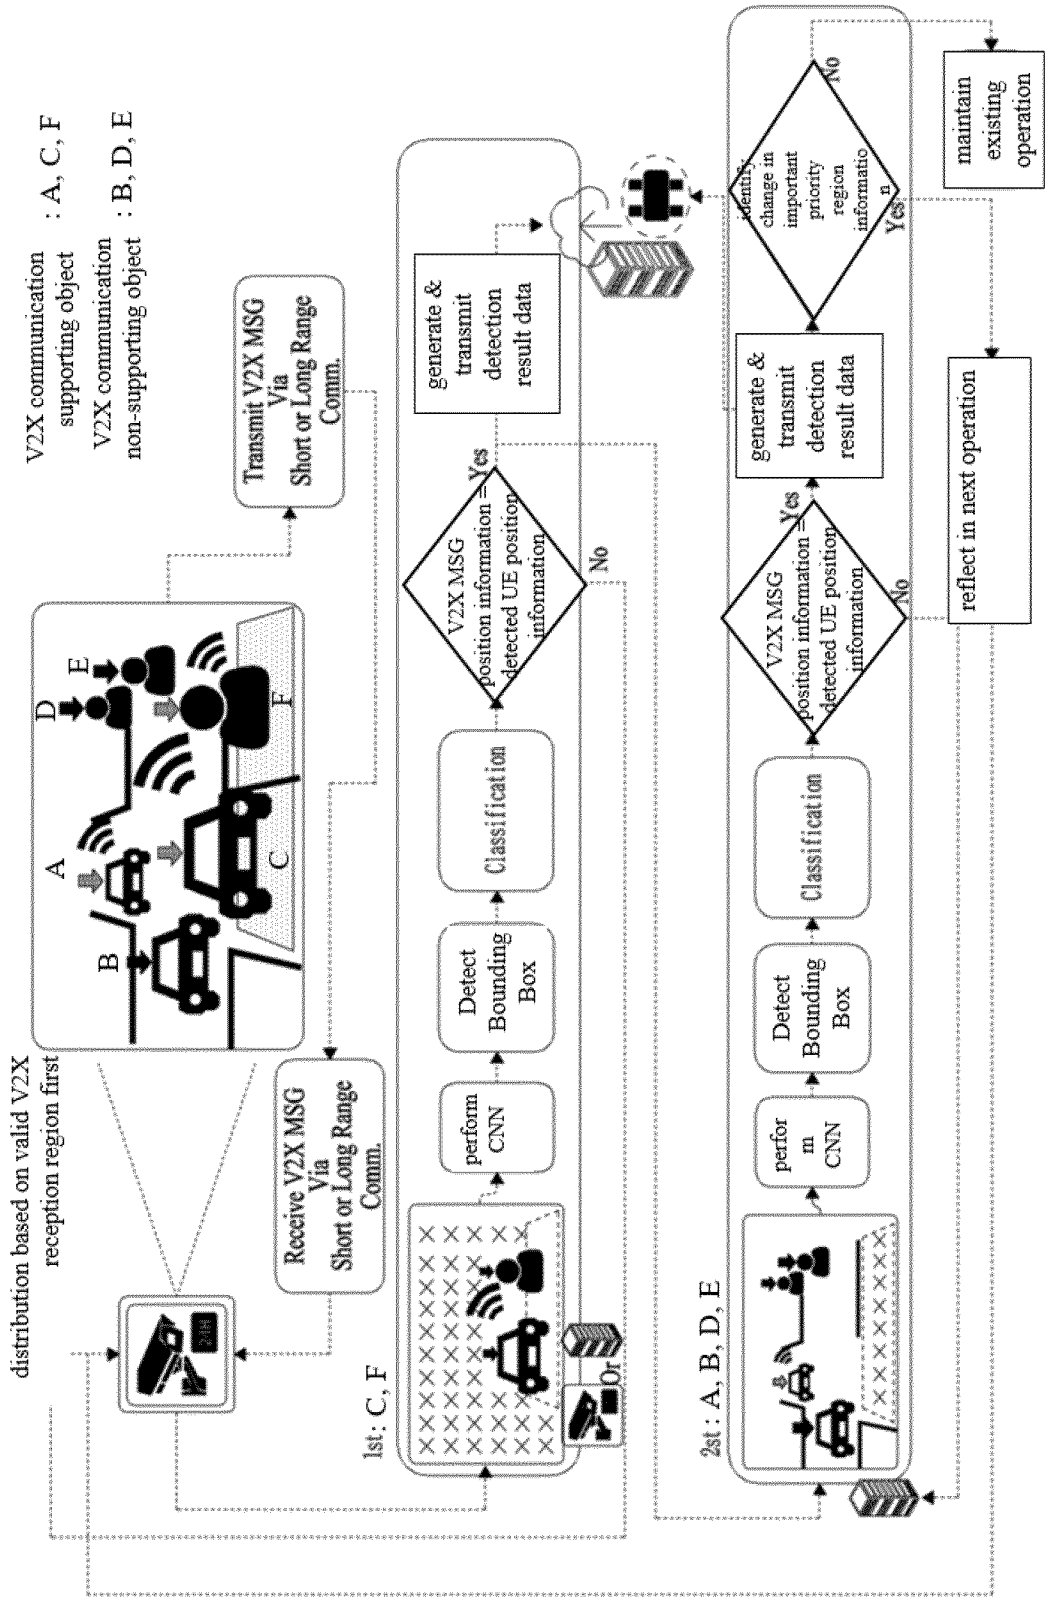 V2X communication
supporting object
: A, C, F
V2X communication
non-supporting object
: B, D, E
distribution based on valid V2X
reception region first
A
B
C
D
E
F
Transmit V2X MSG
Via
Short or Long Range
Comm.
Receive V2X MSG
Via
Short or Long Range
Comm.
24H
1st : C, F
Or
perform
CNN
Detect
Bounding
Box
Classification
V2X MSG
position information =
detected UE position
information
Yes
No
generate &
transmit
detection
result data
2st : A, B, D, E
perfor
m
CNN
Detect
Bounding
Box
Classification
V2X MSG
position information =
detected UE position
information
Yes
No
generate &
transmit
detection
result data
identify
change in
important
priority
region
informatio
n
Yes
No
maintain
existing
operation
reflect in next operation